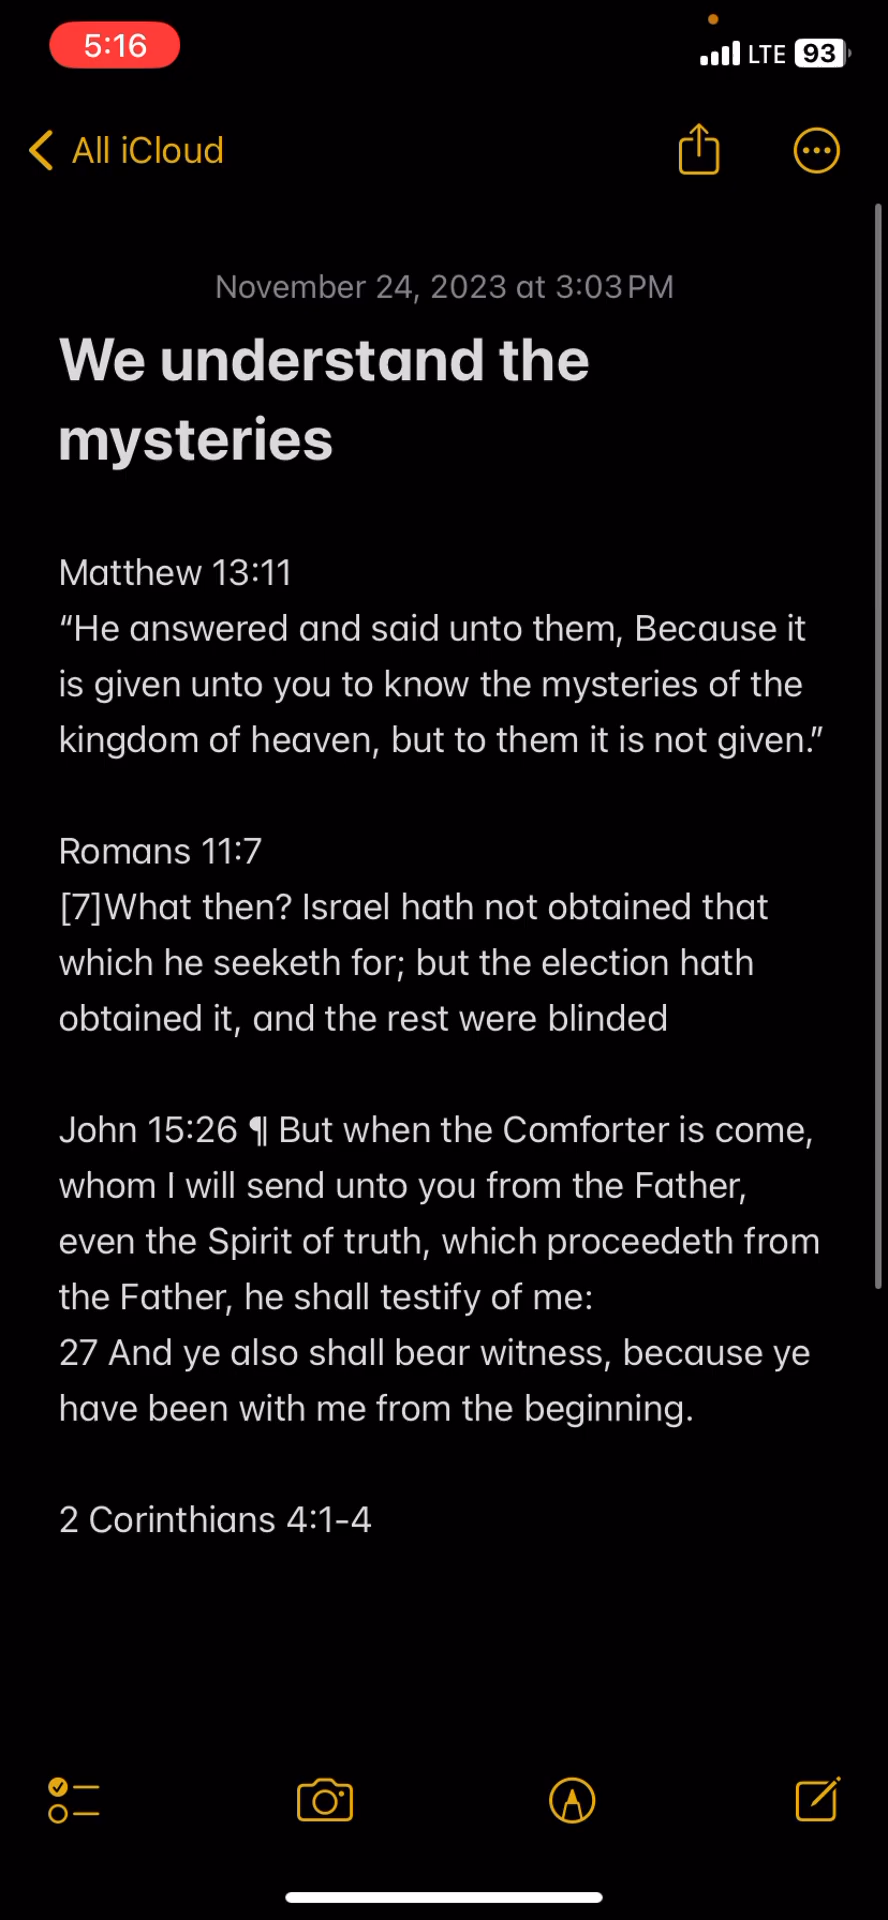 5:16
LTE 93
All iCloud
November 24, 2023 at 3:03 PM
We understand the
mysteries
Matthew 13:11
“He answered and said unto them, Because it
is given unto you to know the mysteries of the
kingdom of heaven, but to them it is not given.”
Romans 11:7
[7]What then? Israel hath not obtained that
which he seeketh for; but the election hath
obtained it, and the rest were blinded
John 15:26 ¶ But when the Comforter is come,
whom I will send unto you from the Father,
even the Spirit of truth, which proceedeth from
the Father, he shall testify of me:
27 And ye also shall bear witness, because ye
have been with me from the beginning.
2 Corinthians 4:1-4